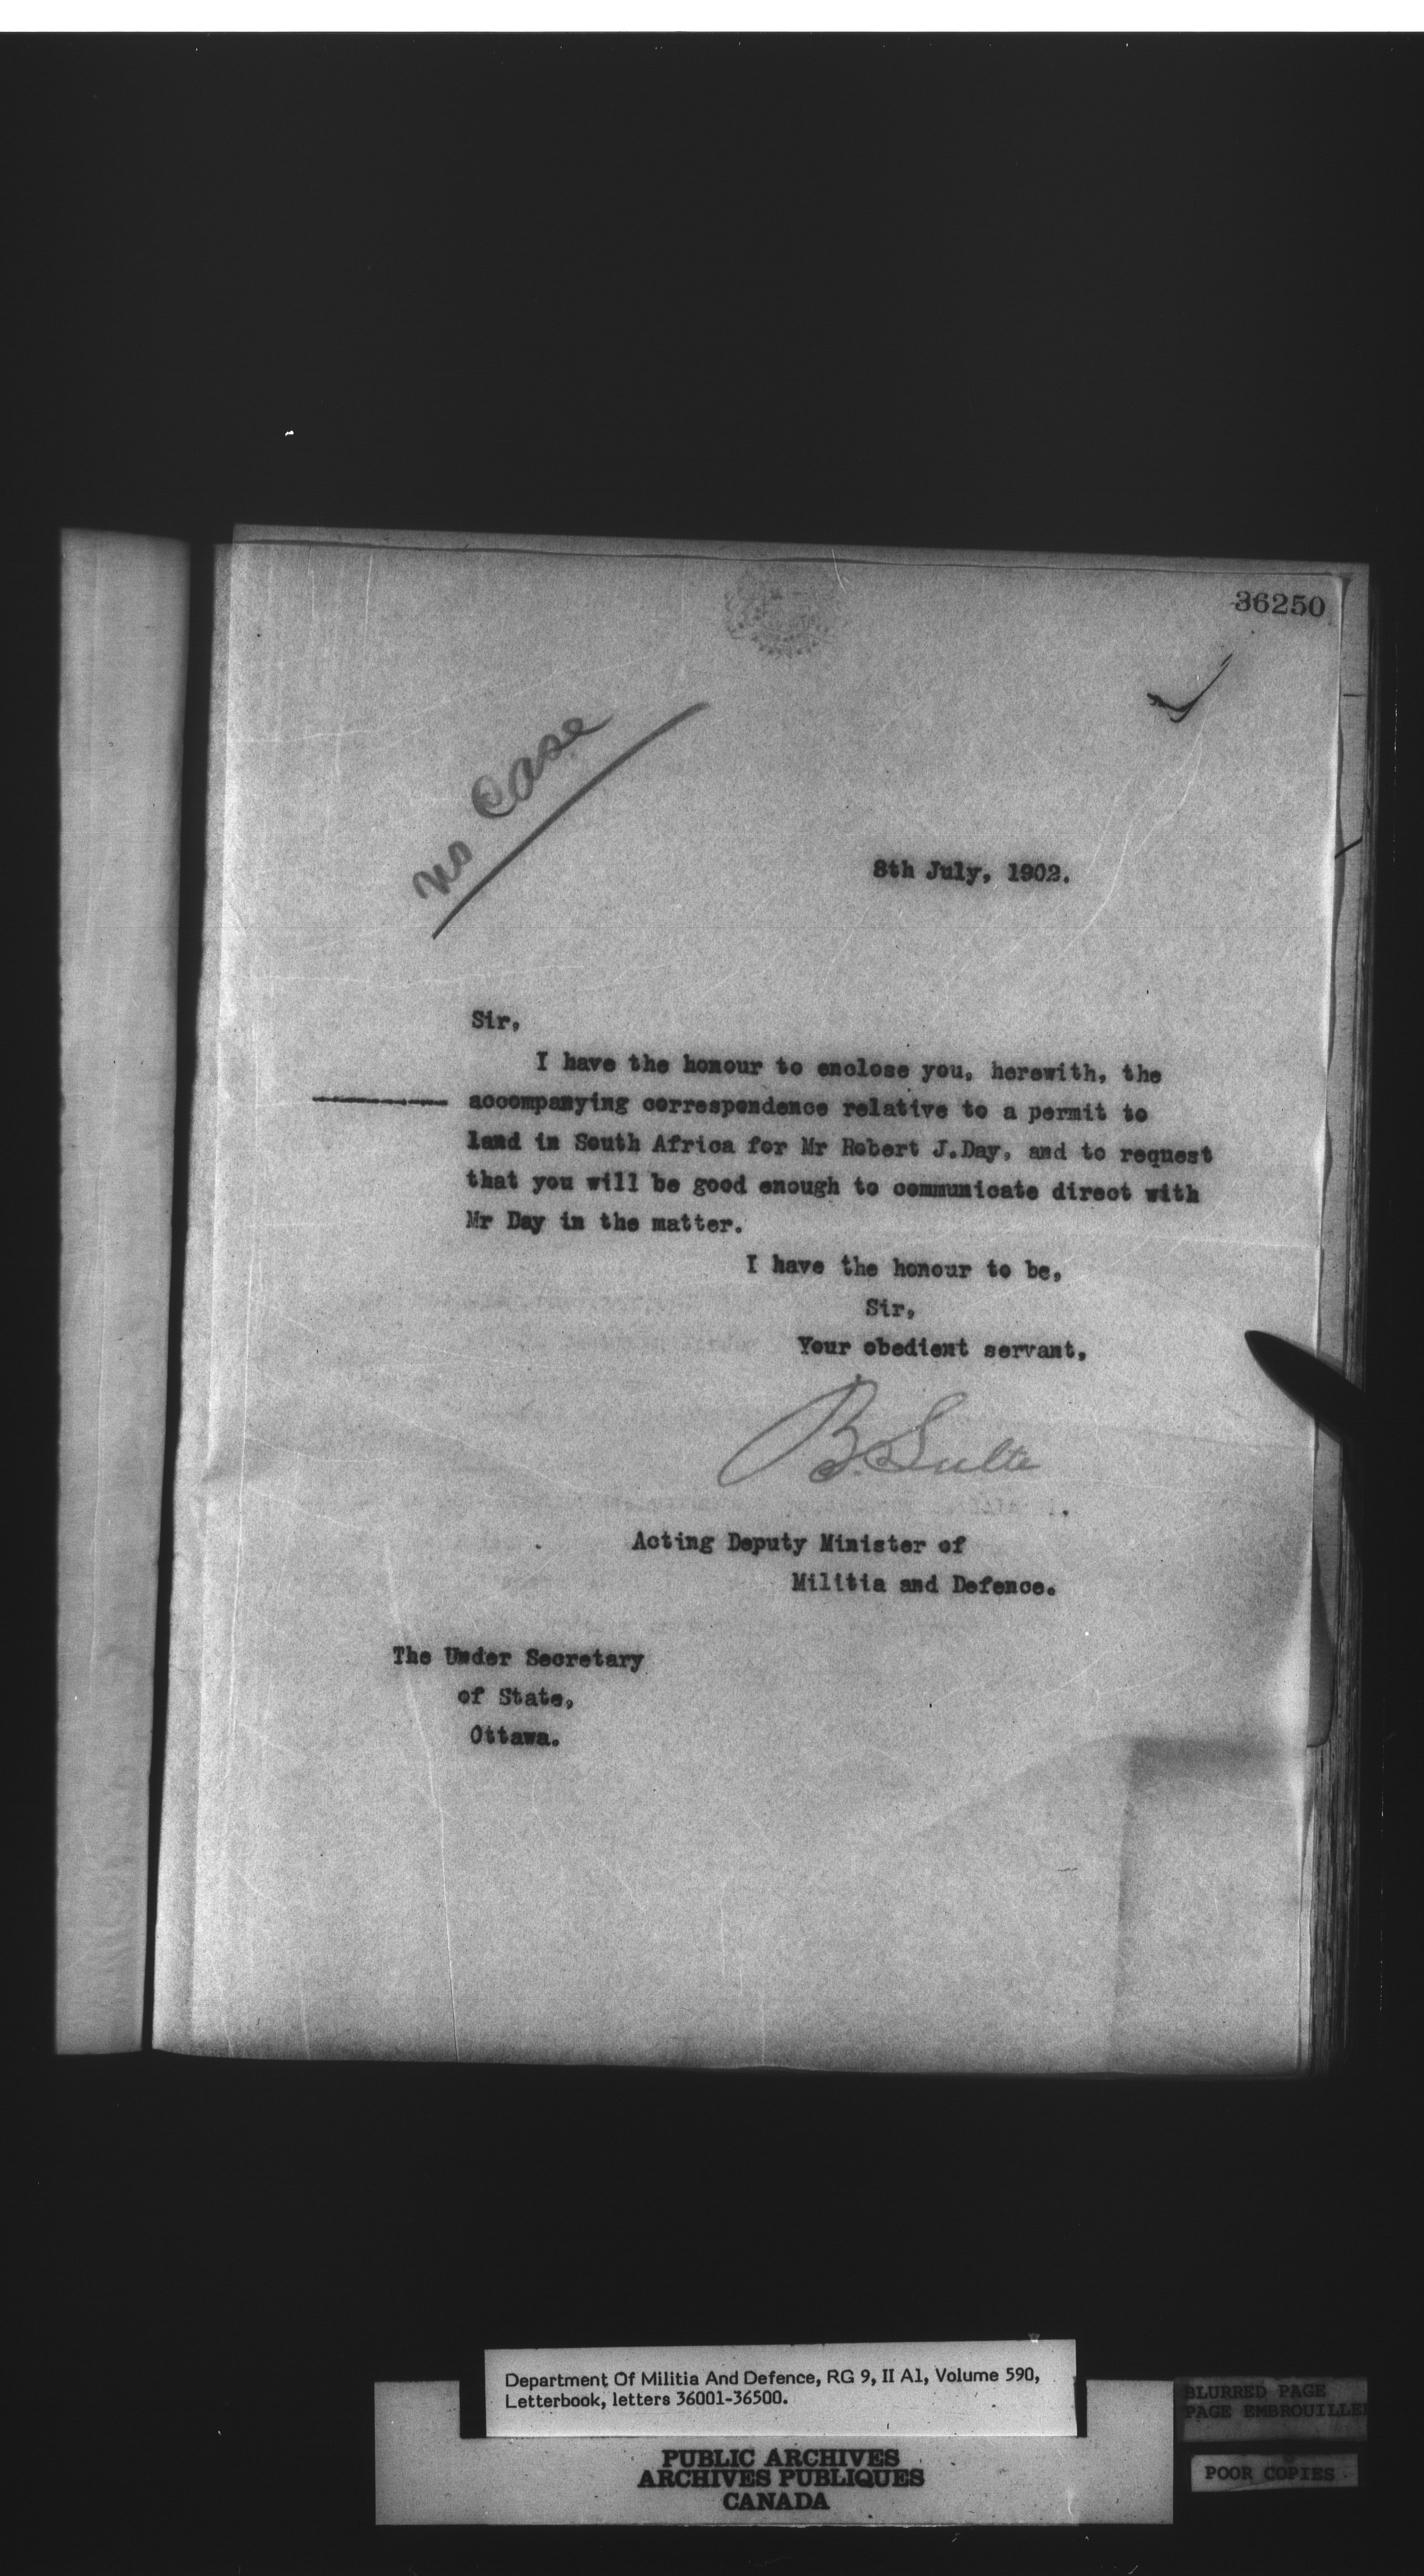 36250
no case
8th July, 1902.
Sir,
I have the honour to enclose you, herewith, the
accompanying correspondence relative to a permit to
land in South Africa for Mr Robert J.Day, and to request
that you will be good enough to communicate direct with
Mr Day in the matter.
I have the honour to be,
Sir,
Your obedient servant,
B. Sulte
Acting Deputy Minister of
Militia and Defence.
The Under Secretary
of State,
Ottawa.
Department Of Militia And Defence, RG 9, II A1, Volume 590,
Letterbook, letters 36001-36500.
PUBLIC ARCHIVES
ARCHIVES PUBLIQUES
CANADA
BLURRED PAGE
PAGE EMBROUILLE
POOR COPIES